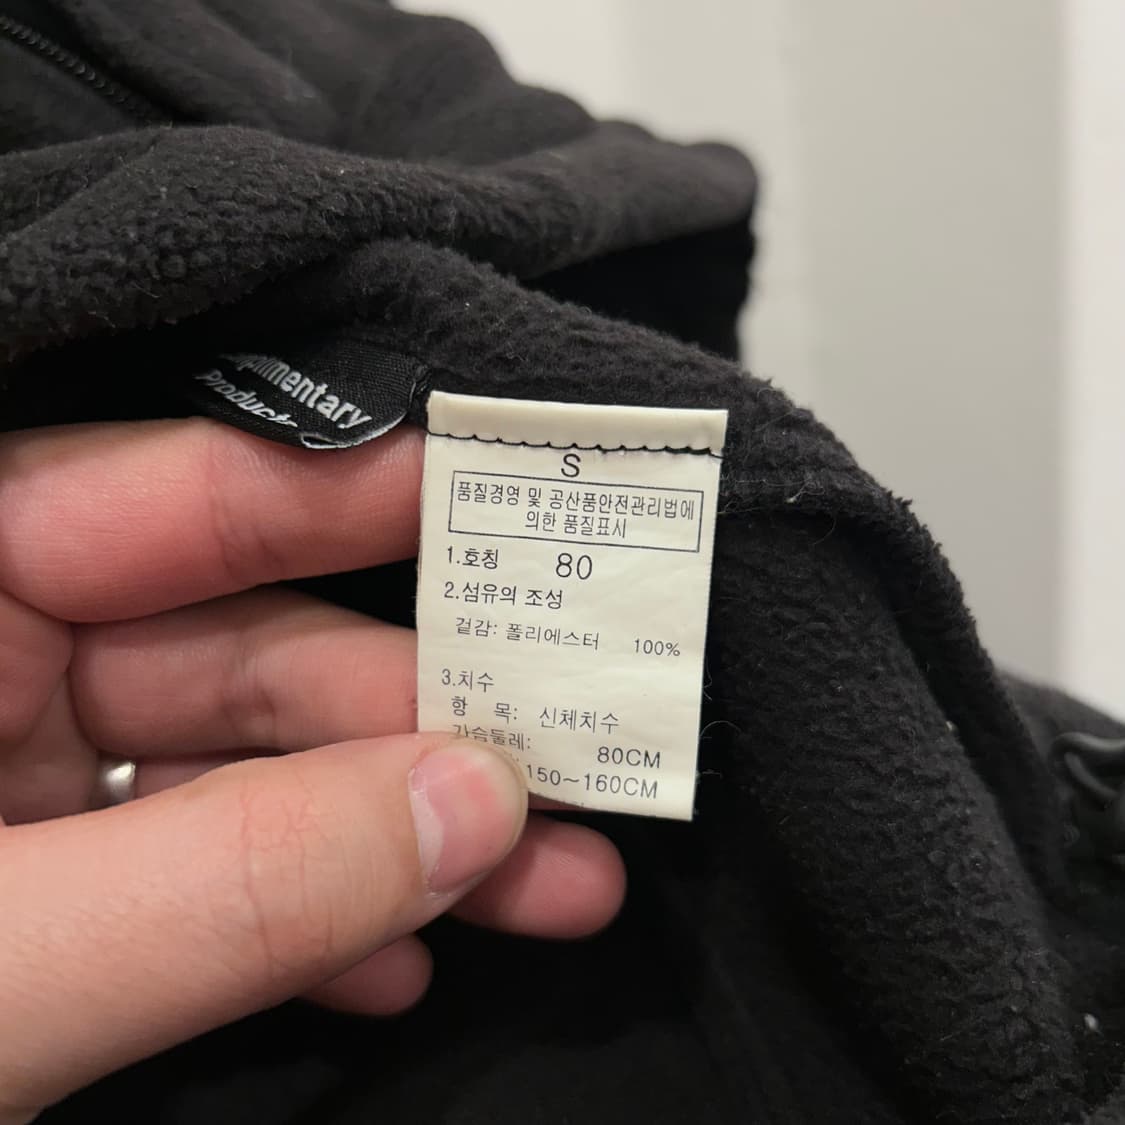 Products
S
품질경영 및 공산품안전관리법에
의한 품질표시
1.호칭 80
2.섬유의 조성
겉감: 폴리에스터 100%
3.치수
항 목: 신체치수
가슴둘레: 80CM
150~160CM